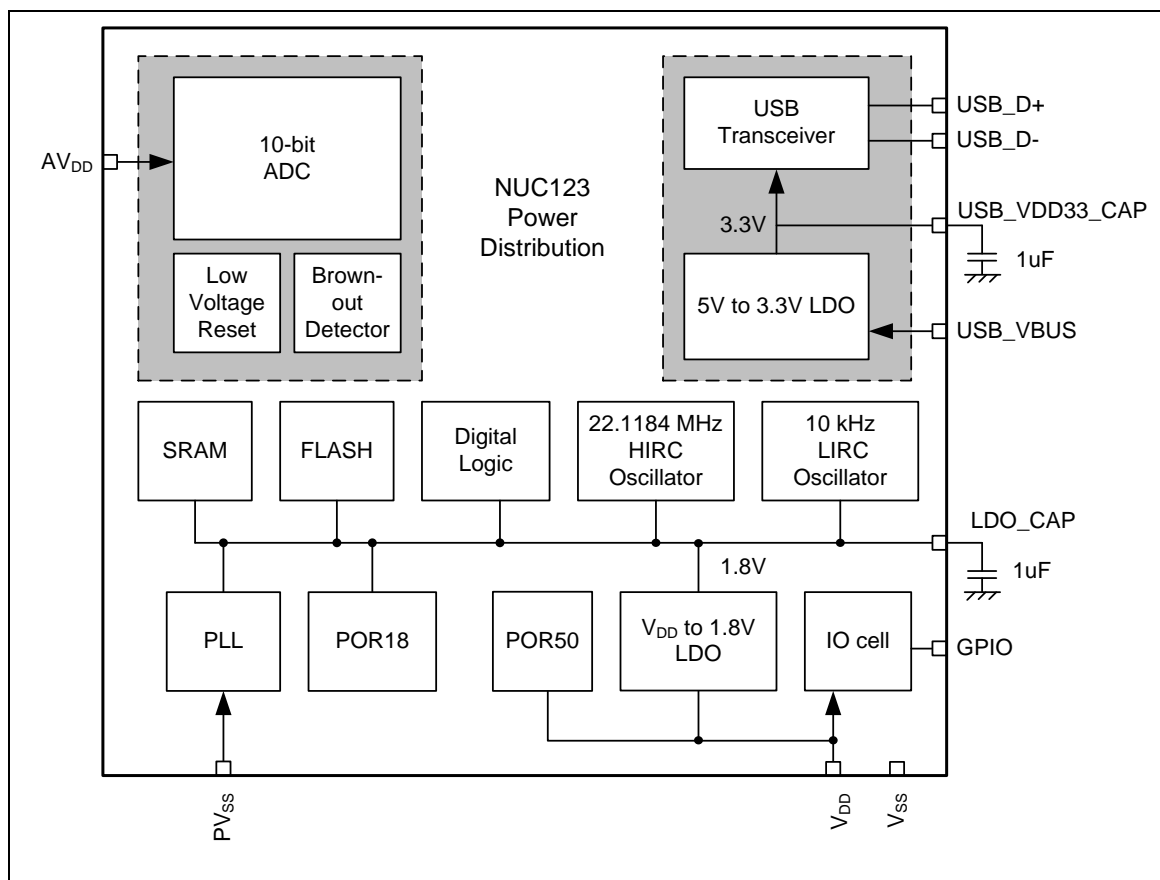 USB_D+
USB
Transceiver
USB_D-
10-bit
ADC
AVDD
NUC123
Power
Distribution
USB_VDD33_CAP
3.3V
1uF
Low
Voltage
Reset
Brown-
out
Detector
5V to 3.3V LDO
USB_VBUS
SRAM
FLASH
Digital
Logic
22.1184 MHz
HIRC
Oscillator
10 kHz
LIRC
Oscillator
LDO_CAP
1.8V
1uF
PLL
POR18
POR50
VDD to 1.8V
LDO
IO cell
GPIO
PVSS
VDD
VSS